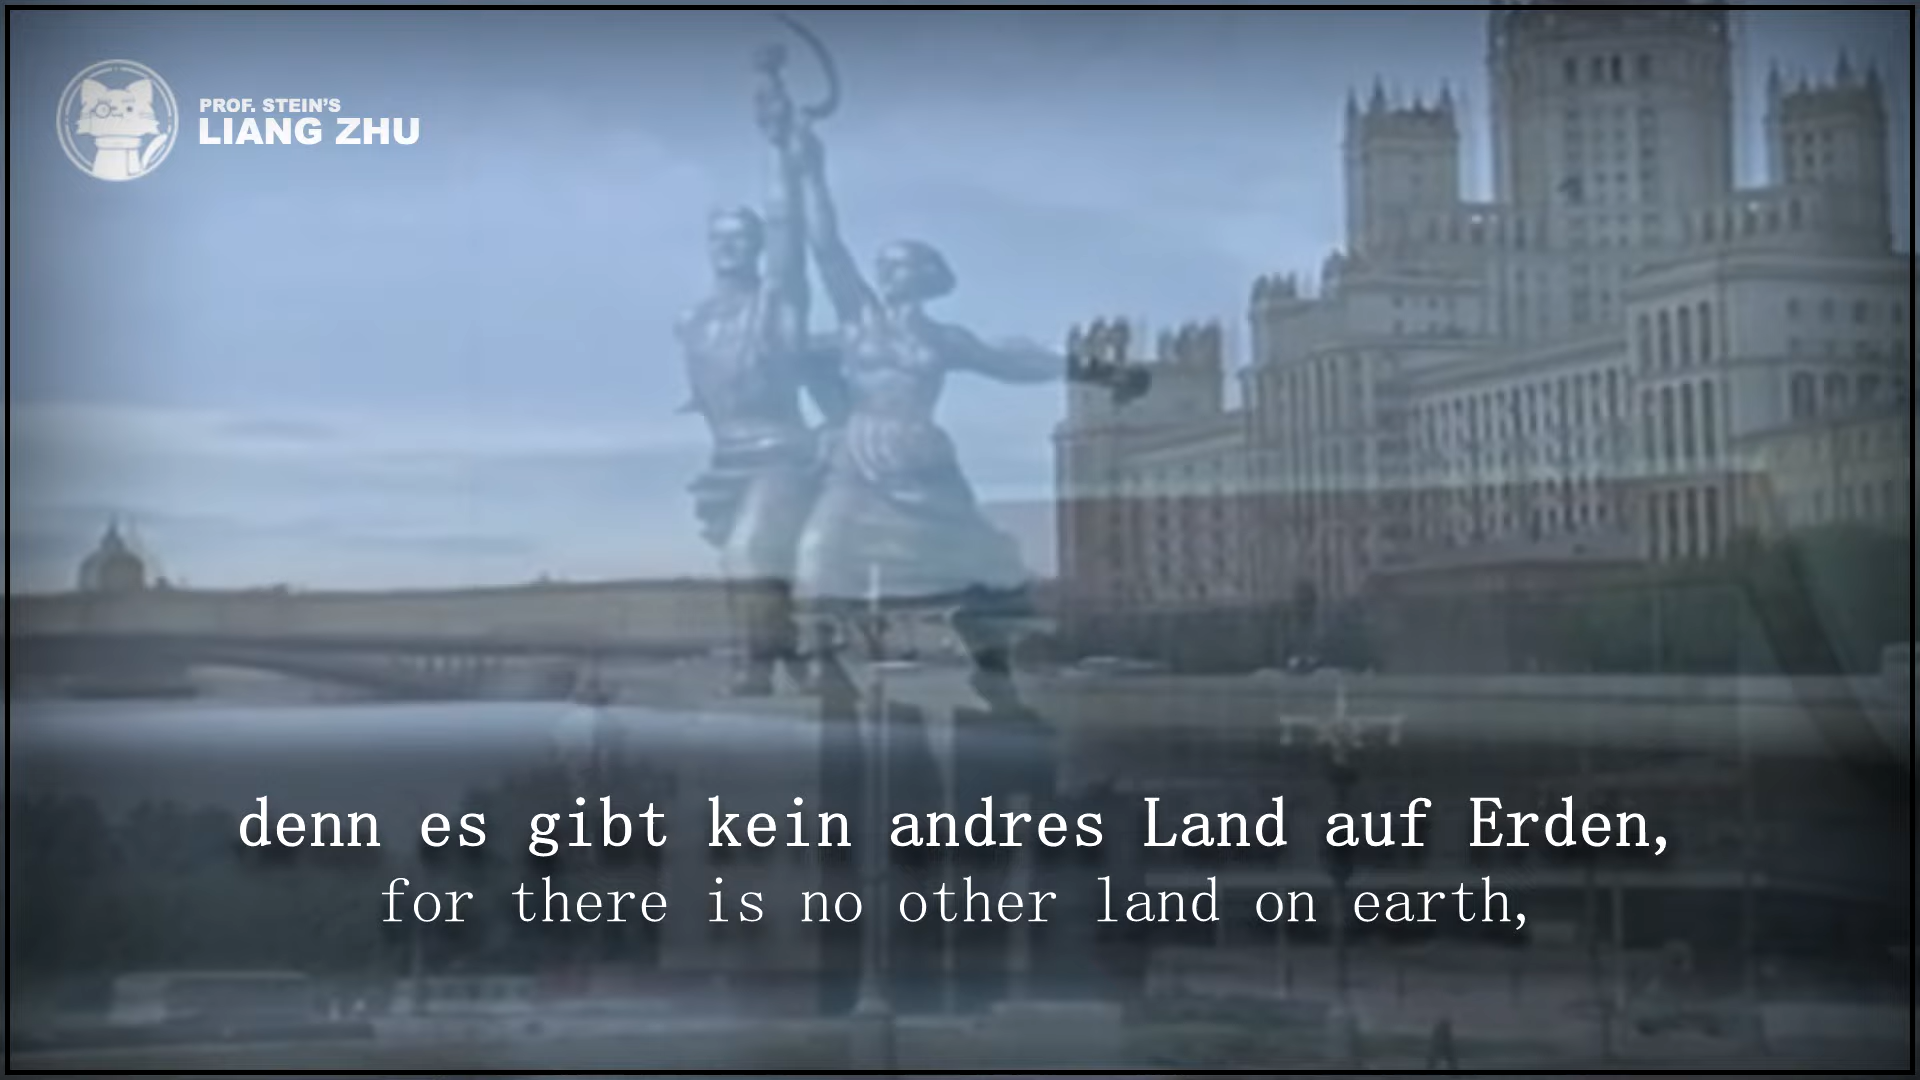 PROF. STEIN'S
LIANG ZHU
denn es gibt kein andres Land auf Erden,
for there is no other land on earth,